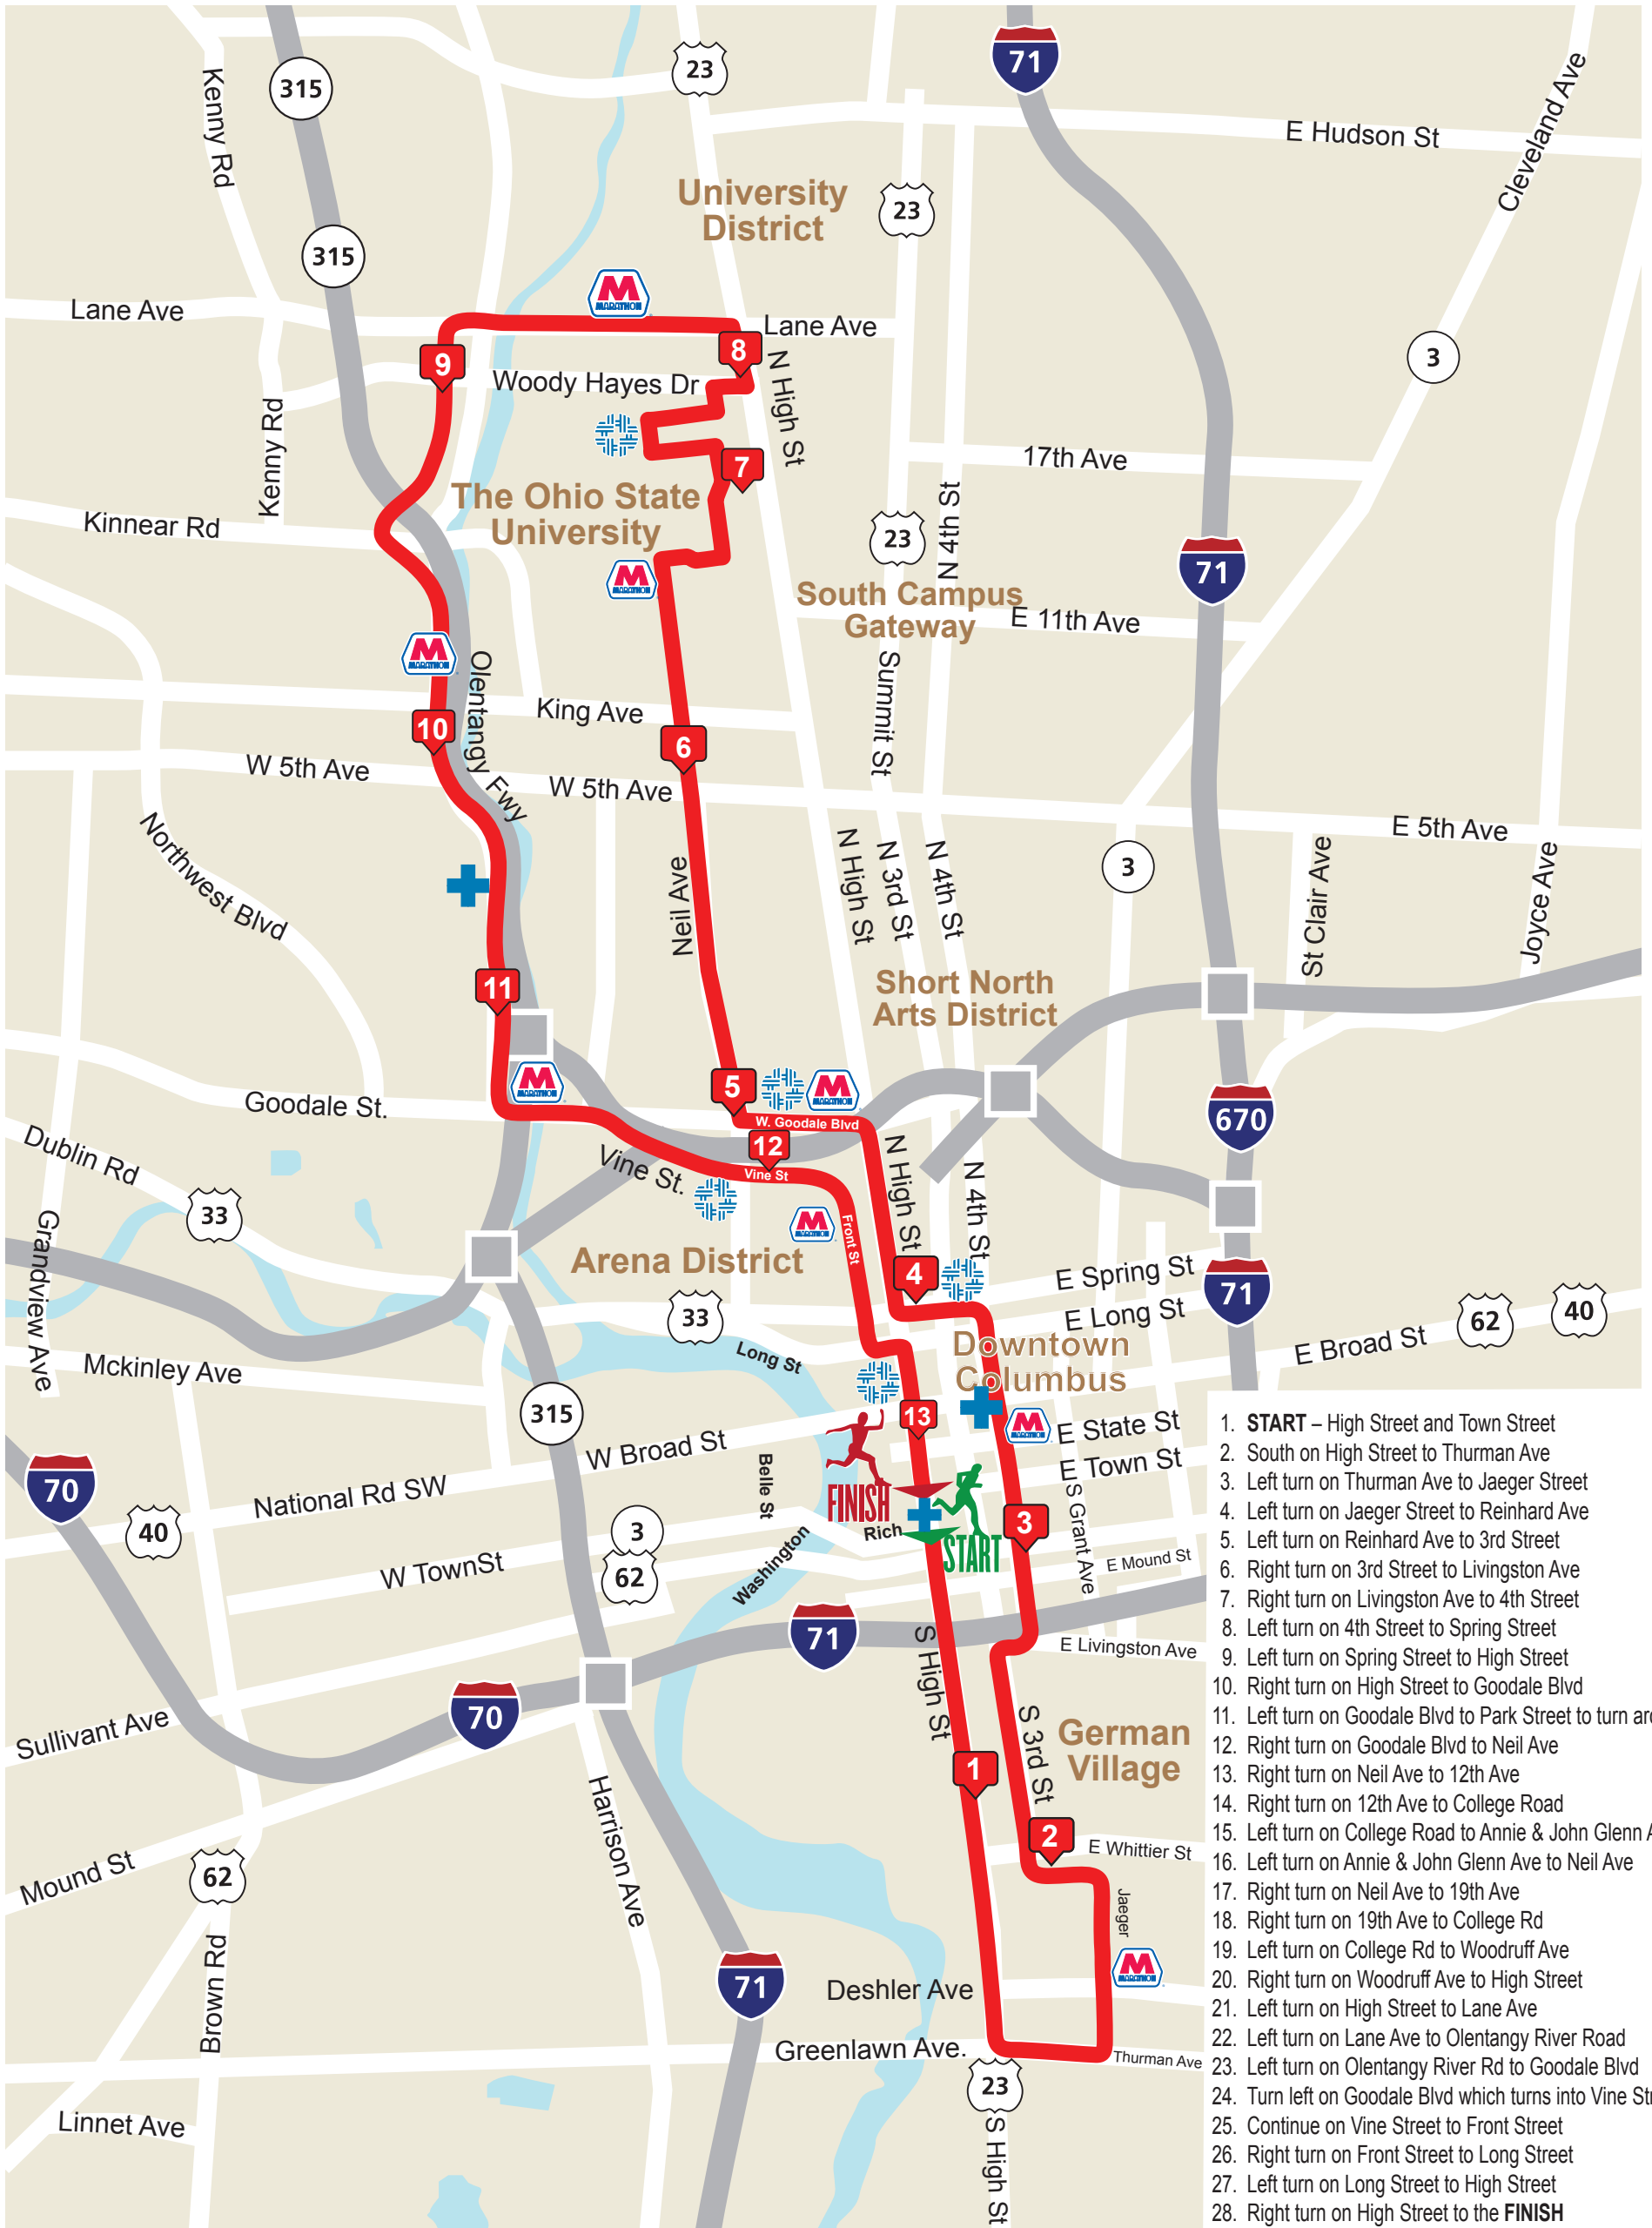 23
71
315
Kenny Rd
E Hudson St
Cleveland Ave
University
District
23
315
M
MARATHON
Lane Ave
Lane Ave
8
9
3
Woody Hayes Dr
N High St
Kenny Rd
7
17th Ave
The Ohio State
University
Kinnear Rd
23
N 4th St
M
MARATHON
71
South Campus
Gateway
E 11th Ave
M
MARATHON
Olentangy Fwy
Summit St
King Ave
10
6
W 5th Ave
W 5th Ave
E 5th Ave
Northwest Blvd
Neil Ave
N High St
N 3rd St
N 4th St
3
St Clair Ave
Joyce Ave
11
Short North
Arts District
M
MARATHON
5
M
MARATHON
Goodale St.
W. Goodale Blvd
670
Dublin Rd
12
Vine St.
Vine St
N High St
N 4th St
33
Grandview Ave
M
MARATHON
Front St
Arena District
4
E Spring St
71
33
E Long St
62
40
Long St
Downtown
Columbus
E Broad St
Mckinley Ave
315
13
M
MARATHON
E State St
W Broad St
E Town St
70
National Rd SW
Belle St
FINISH
Rich
START
3
S Grant Ave
40
3
62
W TownSt
Washington
E Mound St
71
E Livingston Ave
S High St
70
Sullivant Ave
S 3rd St
German
Village
1
2
E Whittier St
Harrison Ave
Mound St
62
Jaeger
Brown Rd
71
M
MARATHON
Deshler Ave
Greenlawn Ave.
Thurman Ave
23
Linnet Ave
S High St
1. START – High Street and Town Street
2. South on High Street to Thurman Ave
3. Left turn on Thurman Ave to Jaeger Street
4. Left turn on Jaeger Street to Reinhard Ave
5. Left turn on Reinhard Ave to 3rd Street
6. Right turn on 3rd Street to Livingston Ave
7. Right turn on Livingston Ave to 4th Street
8. Left turn on 4th Street to Spring Street
9. Left turn on Spring Street to High Street
10. Right turn on High Street to Goodale Blvd
11. Left turn on Goodale Blvd to Park Street to turn
12. Right turn on Goodale Blvd to Neil Ave
13. Right turn on Neil Ave to 12th Ave
14. Right turn on 12th Ave to College Road
15. Left turn on College Road to Annie & John Glenn
16. Left turn on Annie & John Glenn Ave to Neil Ave
17. Right turn on Neil Ave to 19th Ave
18. Right turn on 19th Ave to College Rd
19. Left turn on College Rd to Woodruff Ave
20. Right turn on Woodruff Ave to High Street
21. Left turn on High Street to Lane Ave
22. Left turn on Lane Ave to Olentangy River Road
23. Left turn on Olentangy River Rd to Goodale Blvd
24. Turn left on Goodale Blvd which turns into Vine
25. Continue on Vine Street to Front Street
26. Right turn on Front Street to Long Street
27. Left turn on Long Street to High Street
28. Right turn on High Street to the FINISH